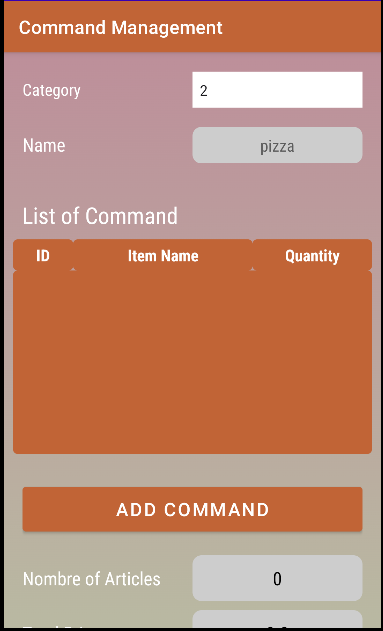 Command Management
Category 2
Name pizza
List of Command
ID Item Name Quantity
ADD COMMAND
Nombre of Articles 0